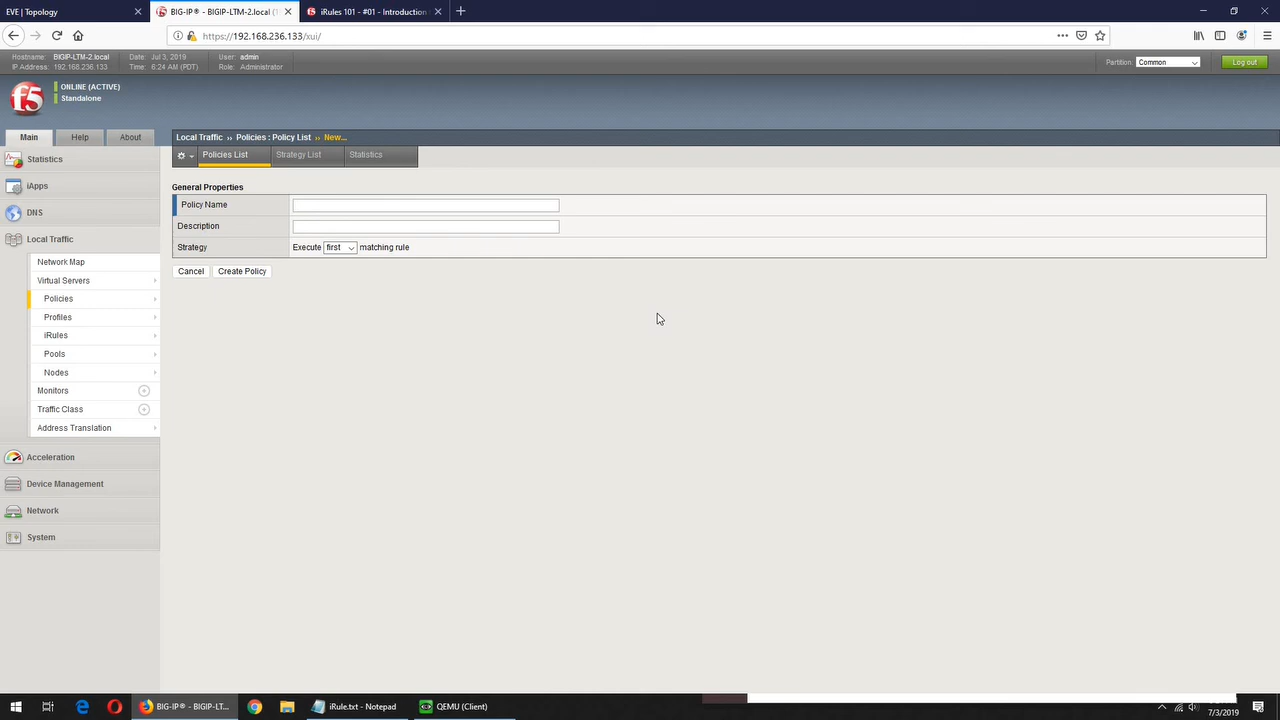 EVE | Topology
BIG-IP® - BIGIP-LTM-2.local (1
iRules 101 - #01 - Introduction
https://192.168.236.133/xui/
Hostname: BIGIP-LTM-2.local
Date: Jul 3, 2019
User: admin
IP Address: 192.168.236.133
Time: 6:24 AM (PDT)
Role: Administrator
Partition: Common
Log out
f5
ONLINE (ACTIVE)
Standalone
Main
Help
About
Local Traffic ›› Policies : Policy List ›› New...
Policies List
Strategy List
Statistics
Statistics
iApps
DNS
Local Traffic
Network Map
Virtual Servers
Policies
Profiles
iRules
Pools
Nodes
Monitors
Traffic Class
Address Translation
Acceleration
Device Management
Network
System
General Properties
Policy Name
Description
Strategy
Execute first matching rule
Cancel
Create Policy
BIG-IP® - BIGIP-LT...
iRule.txt - Notepad
QEMU (Client)
7/3/2019